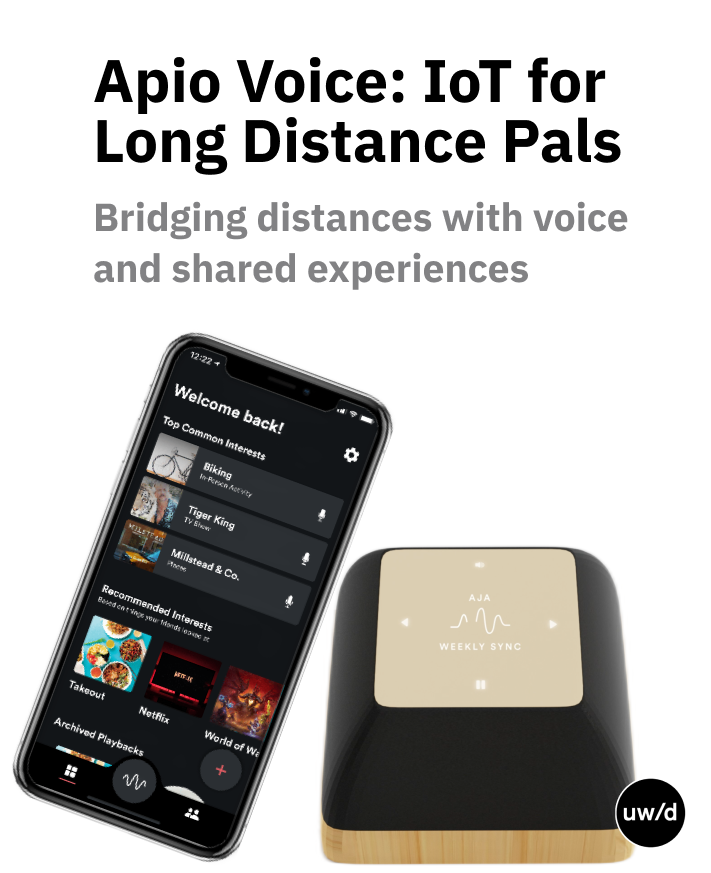 Apio Voice: IoT for
Long Distance Pals
Bridging distances with voice
and shared experiences
12:22
Welcome back!
Top Common Interests
Biking
In-Person Activity
Tiger King
TV Show
Millstead & Co.
Places
Recommended Interests
Based on things your friends looked at
Takeout
Netflix
World of Wa
Archived Playbacks
AJA
WEEKLY SYNC
uw/d